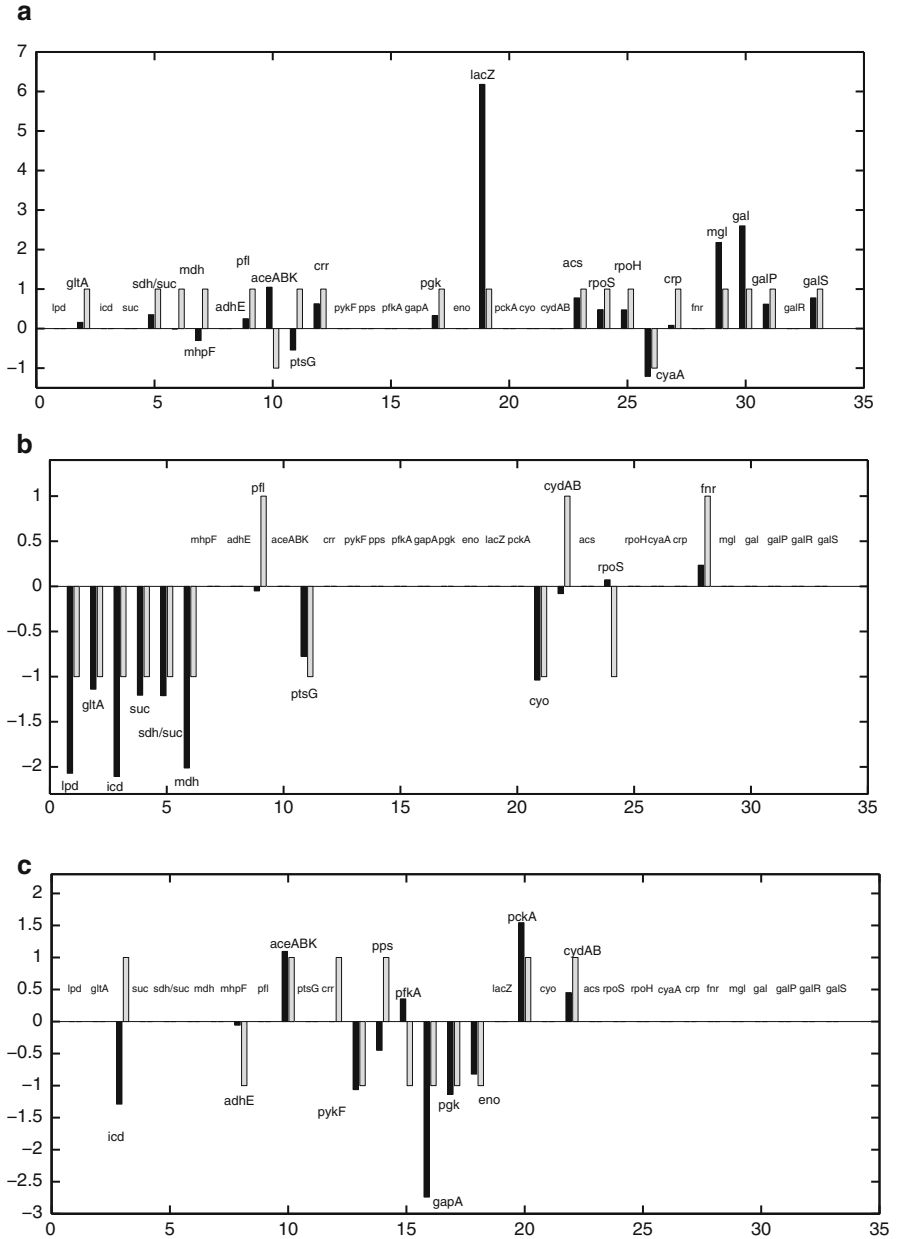 a
7
6
5
4
3
2
1
0
−1
lacZ
gal
mgl
pfl acs
mdh crr rpoH
gltA sdh/suc aceABK pgk rpoS crp galP galS
lpd icd suc adhE pykF pps pfkA gapA eno pckA cyo cydAB fnr galR
mhpF ptsG cyaA
0 5 10 15 20 25 30 35
b
1
0.5
0
−0.5
−1
−1.5
−2
pfl cydAB fnr
mhpF adhE aceABK crr pykF pps pfkA gapA pgk eno lacZ pckA acs rpoH cyaA crp mgl gal galP galR galS
rpoS
gltA suc ptsG cyo
sdh/suc
lpd icd mdh
0 5 10 15 20 25 30 35
c
2
1.5
1
0.5
0
−0.5
−1
−1.5
−2
−2.5
−3
pckA
aceABK pps cydAB
lpd gltA suc sdh/suc mdh mhpF pfl ptsG crr pfkA lacZ cyo acs rpoS rpoH cyaA crp fnr mgl gal galP galR galS
adhE pykF pgk eno
icd
gapA
0 5 10 15 20 25 30 35